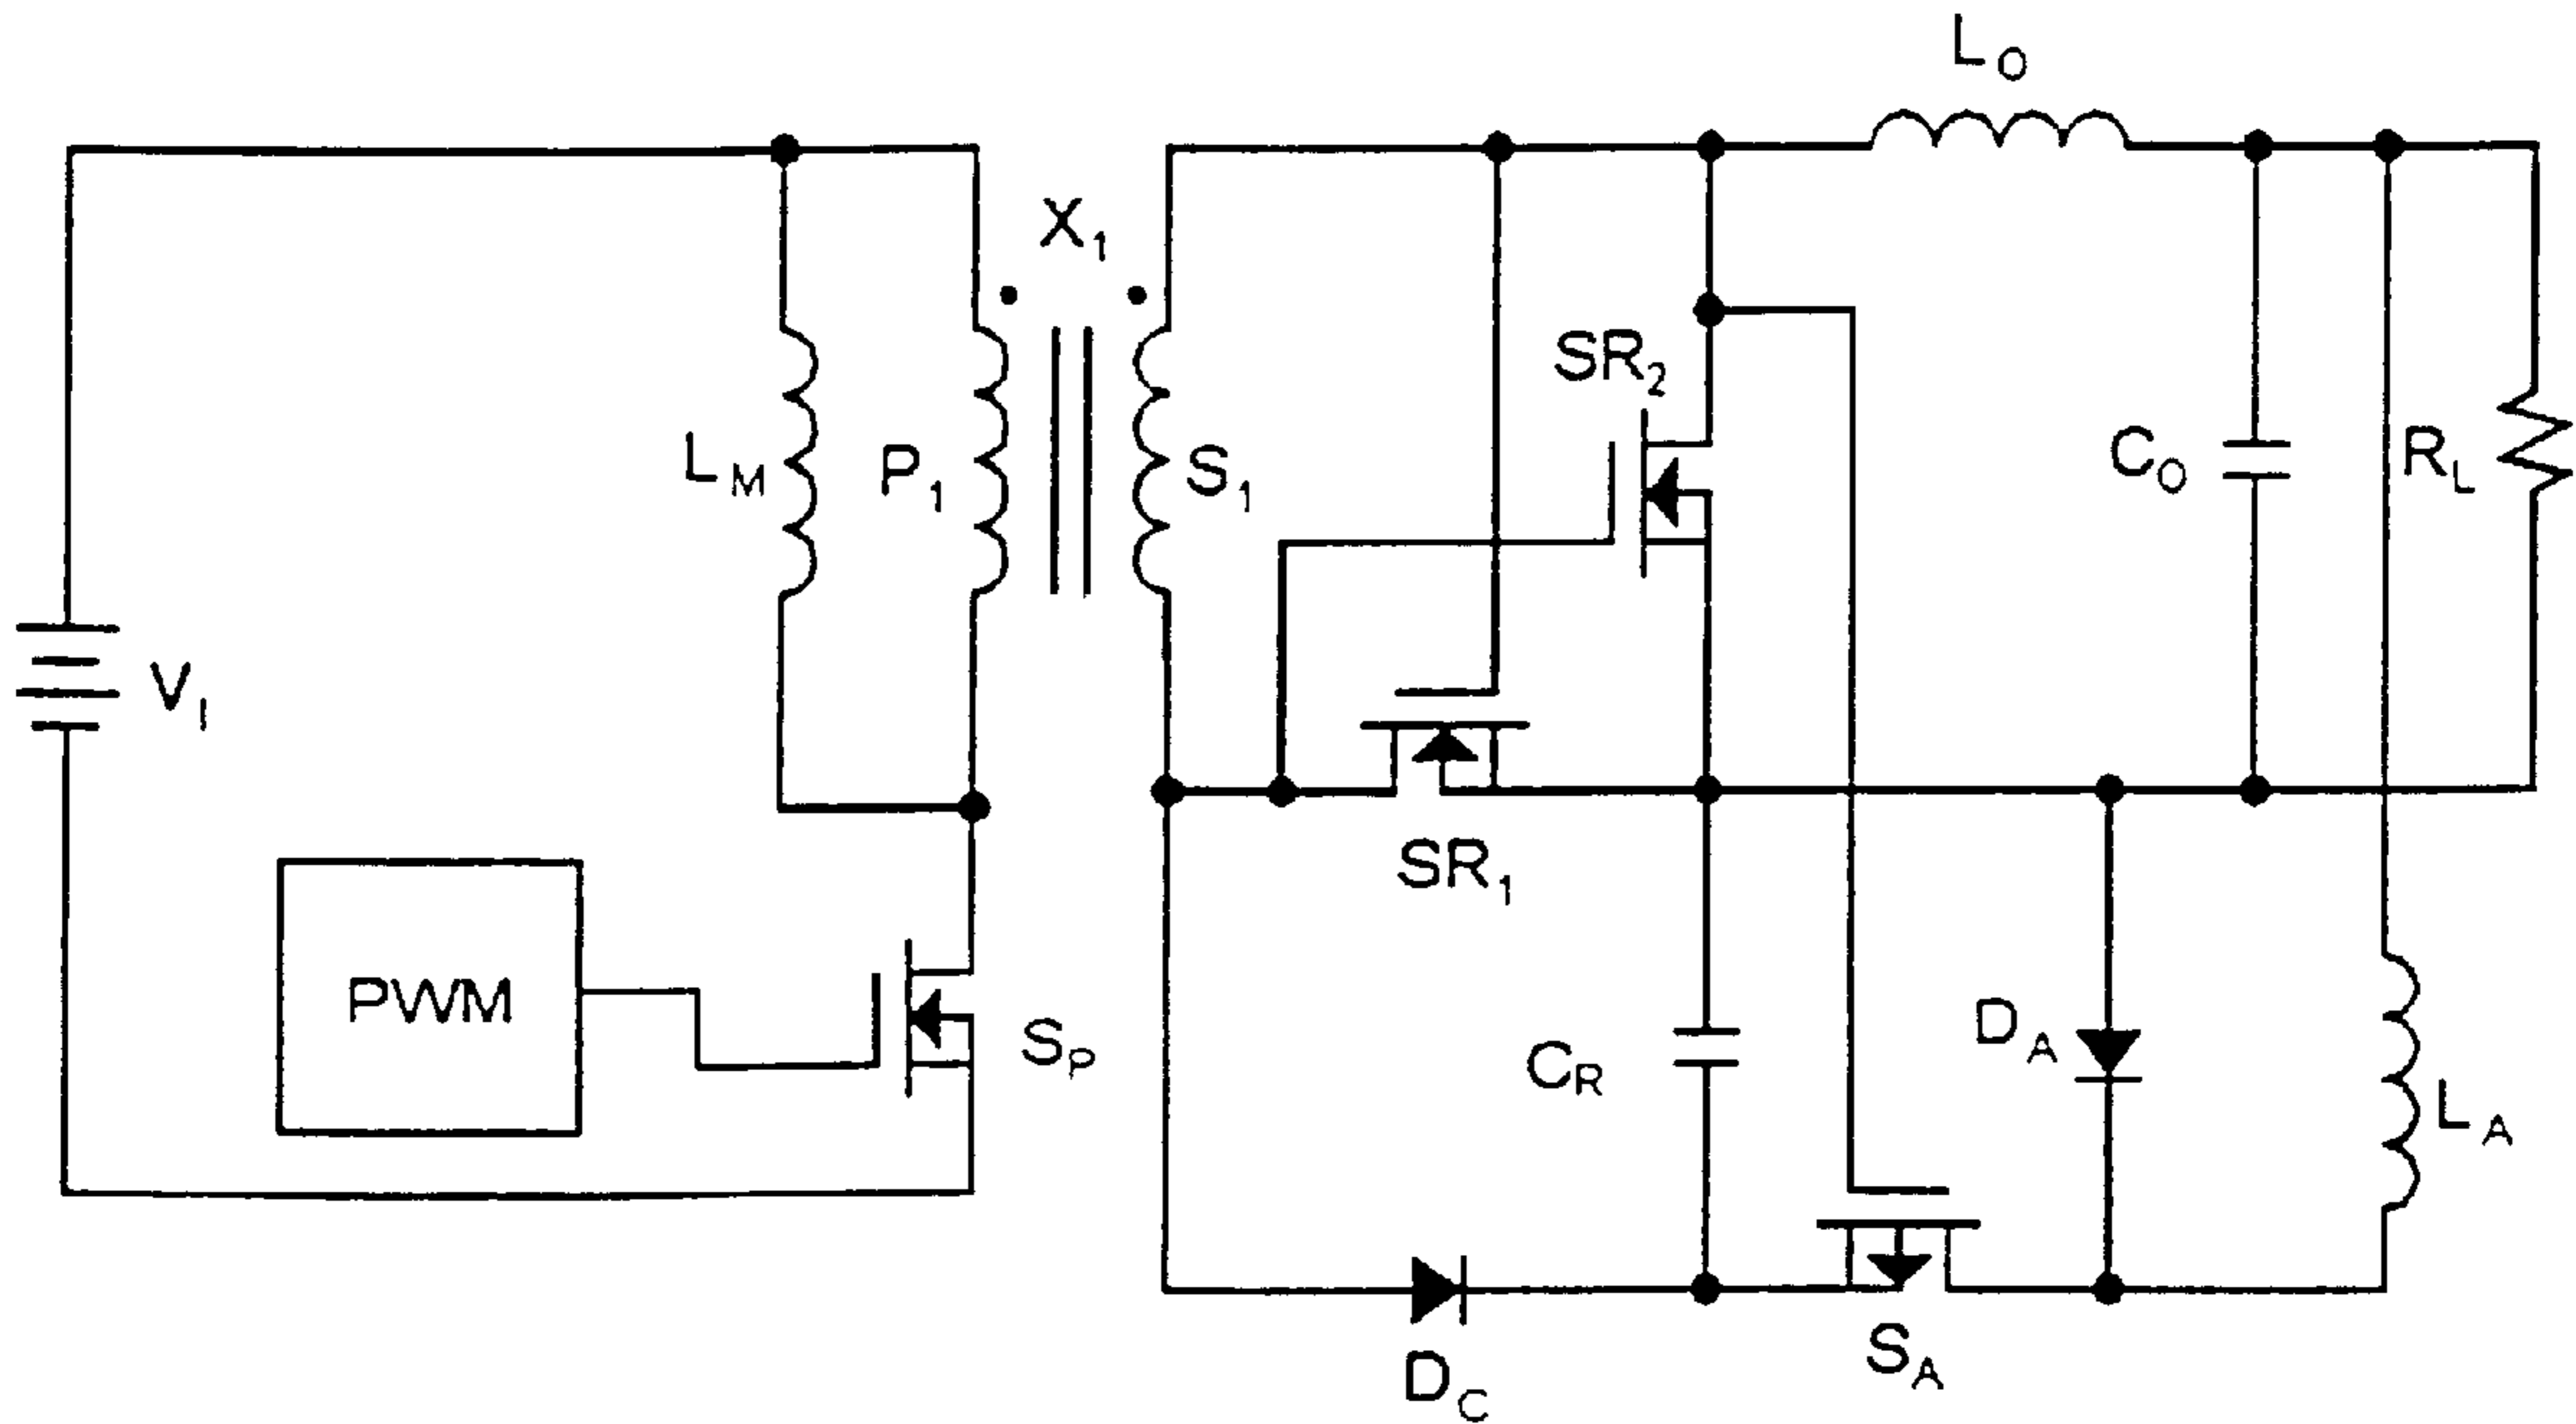 L_O
X_1
SR_2
L_M
P_1
S_1
C_O
R_L
V_I
SR_1
PWM
S_P
C_R
D_A
L_A
S_A
D_C